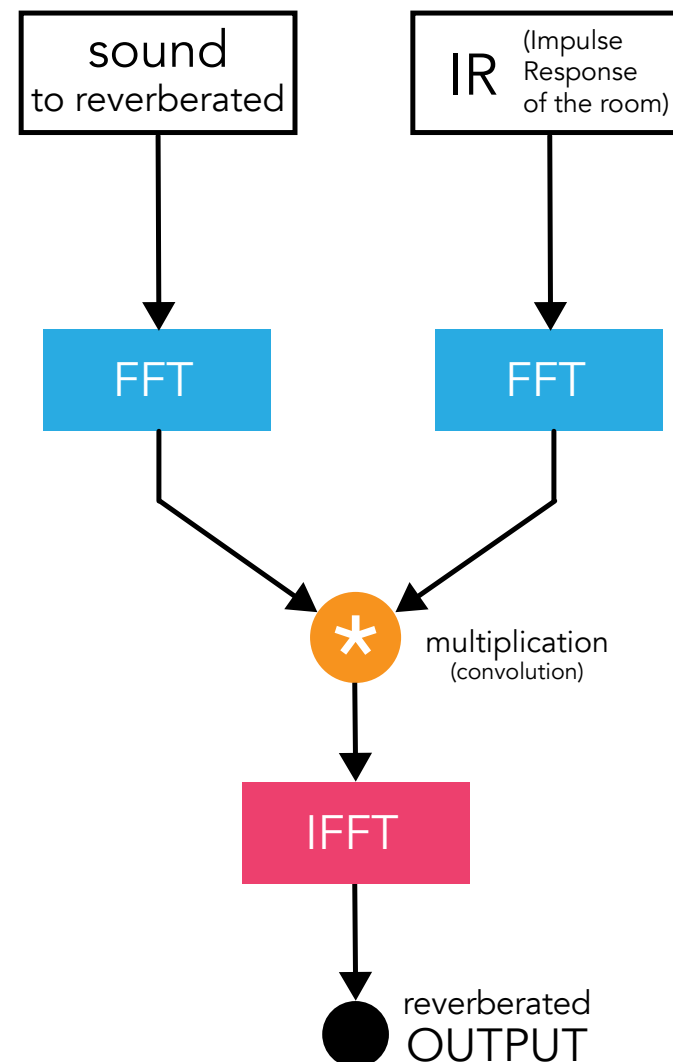 sound
to reverberated
IR
(Impulse
Response
of the room)
FFT
FFT
*
multiplication
(convolution)
IFFT
reverberated
OUTPUT